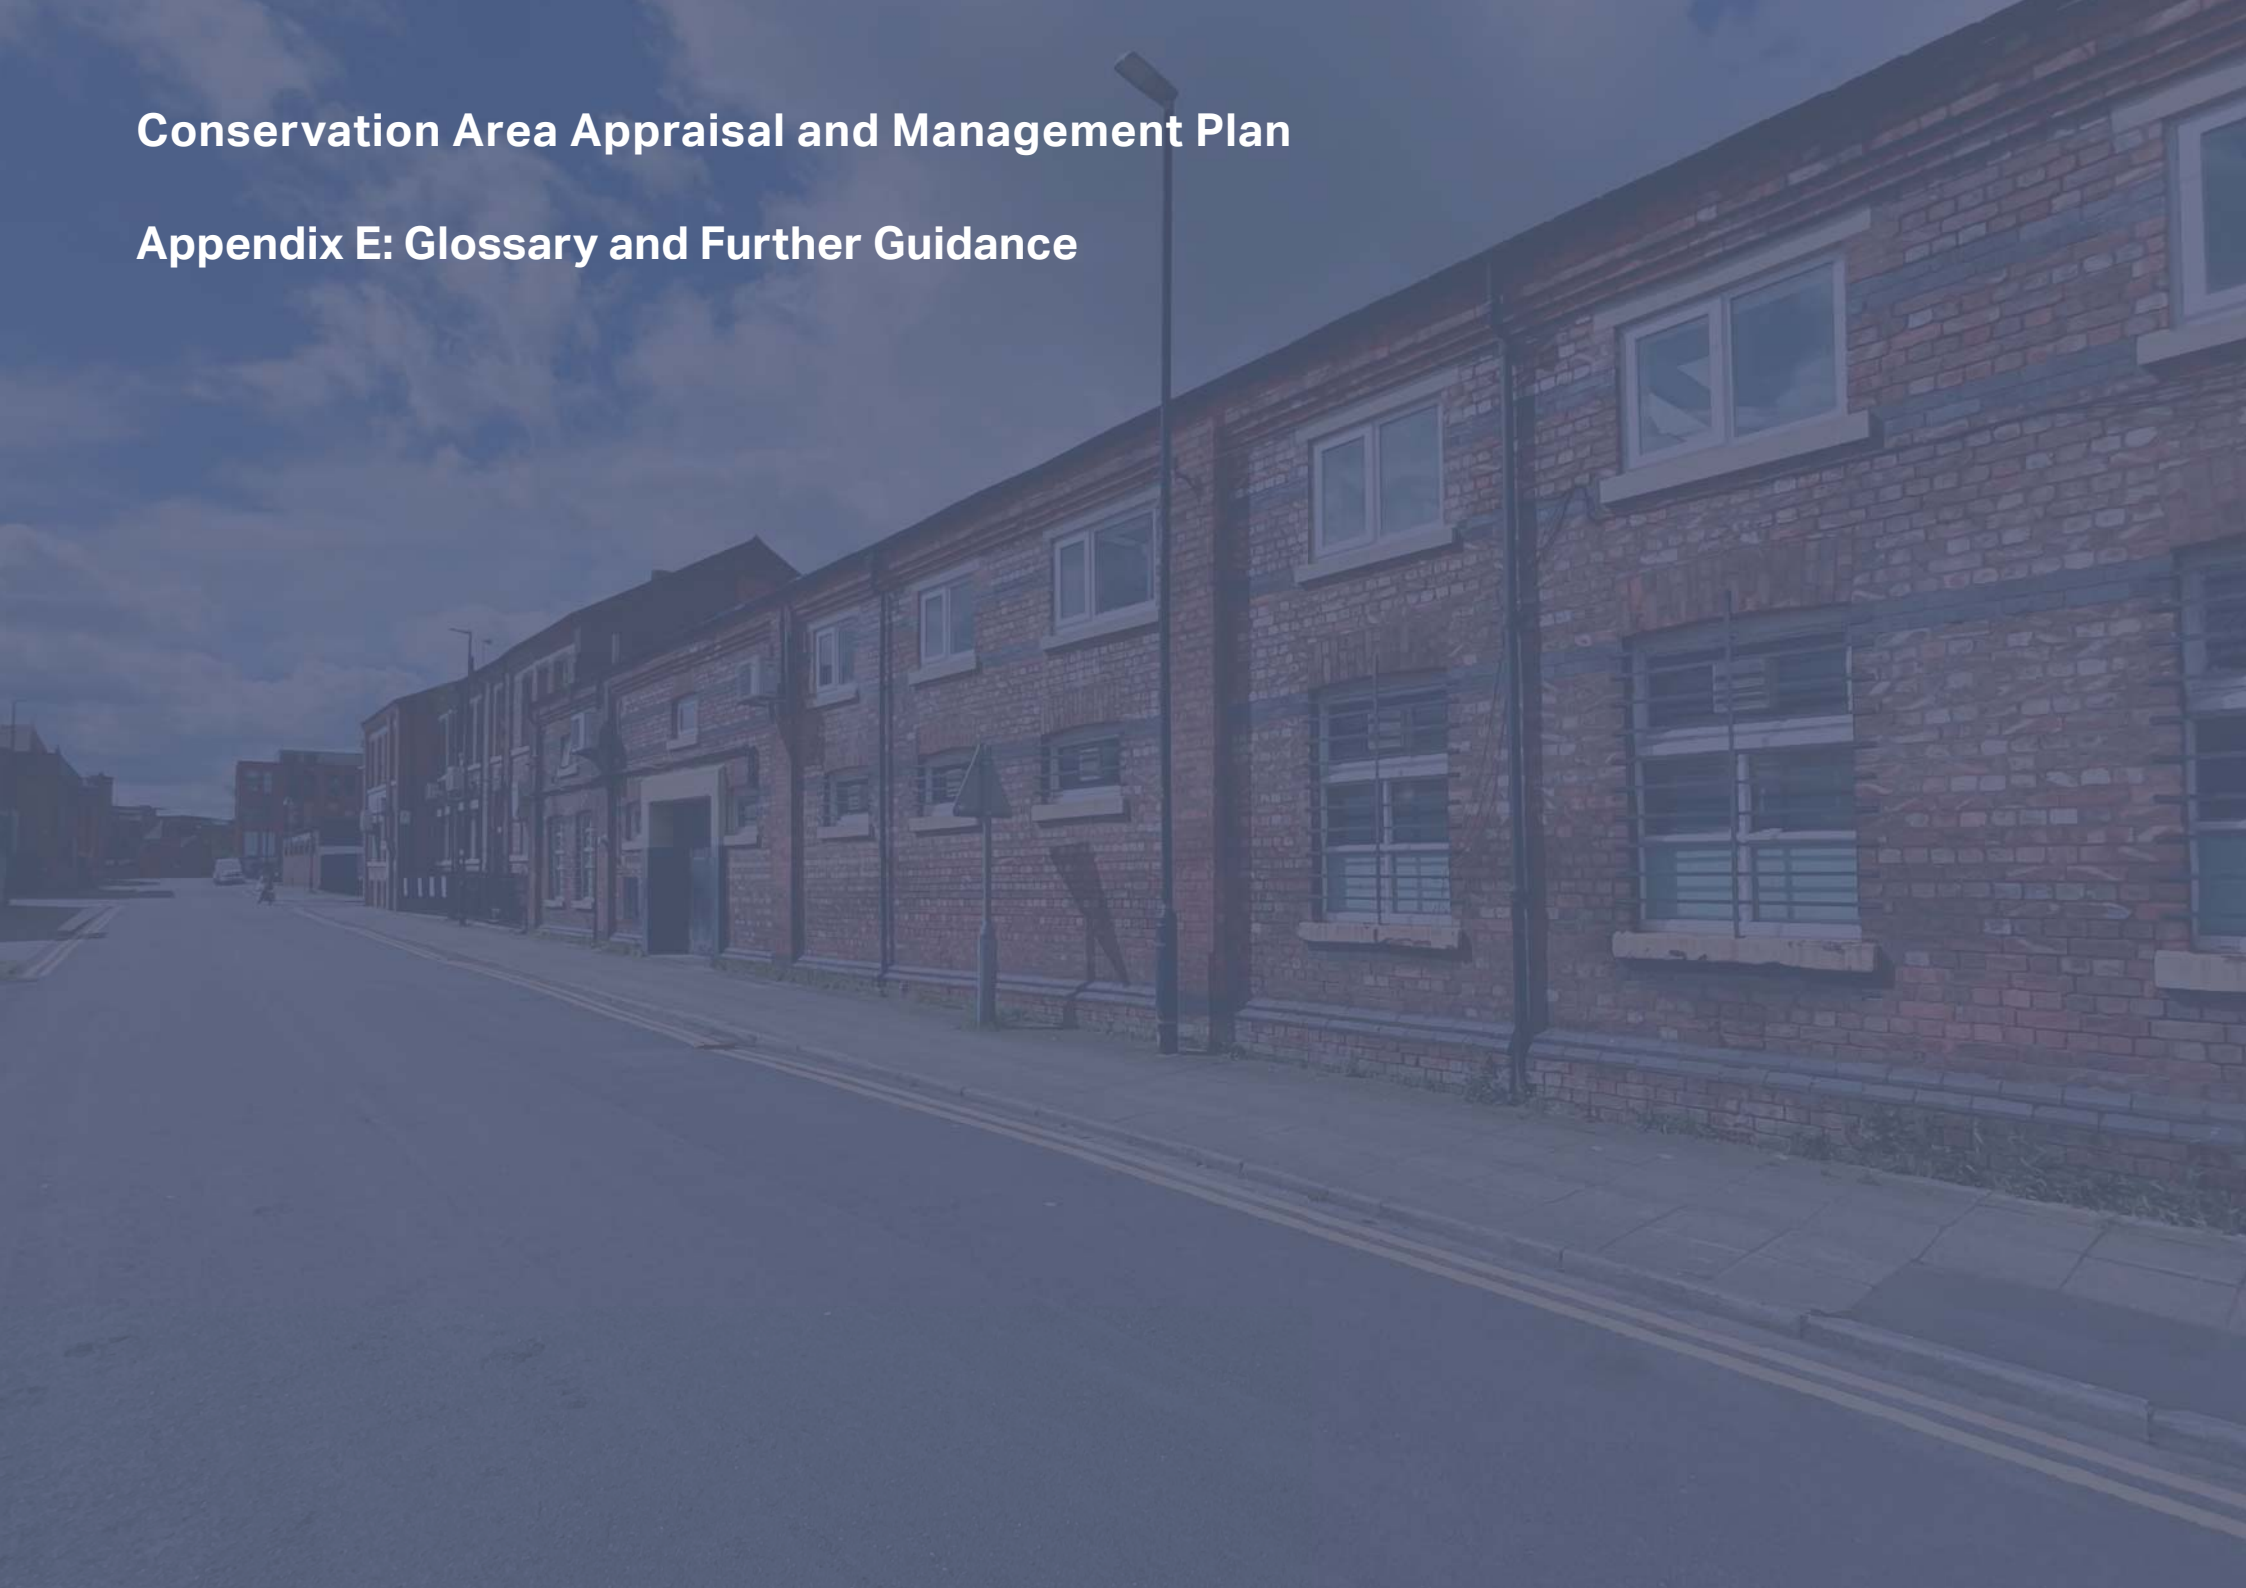 Conservation Area Appraisal and Management Plan
Appendix E: Glossary and Further Guidance